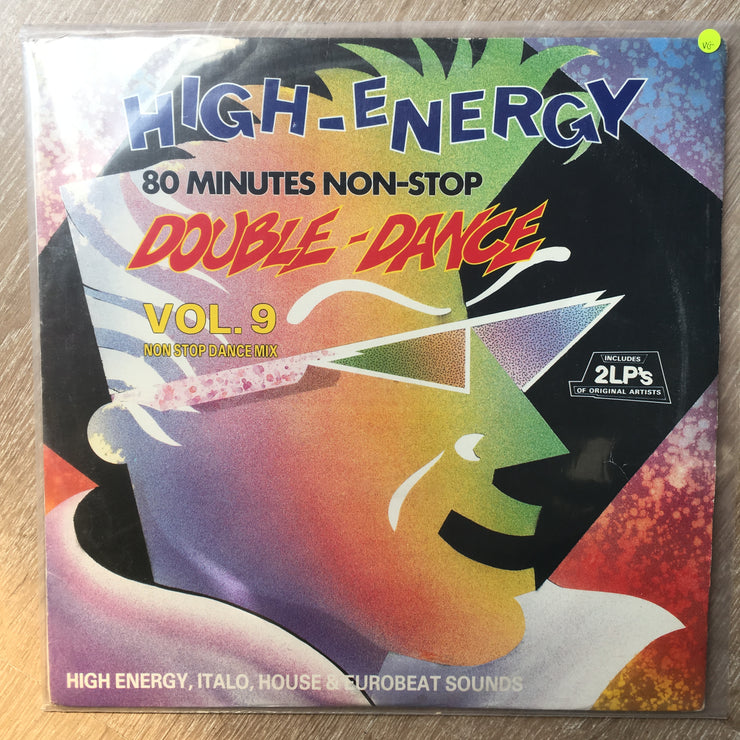 VG-
HIGH-ENERGY
80 MINUTES NON-STOP
DOUBLE-DANCE
VOL. 9
NON STOP DANCE MIX
INCLUDES
2LP's
OF ORIGINAL ARTISTS
HIGH ENERGY, ITALO, HOUSE & EUROBEAT SOUNDS